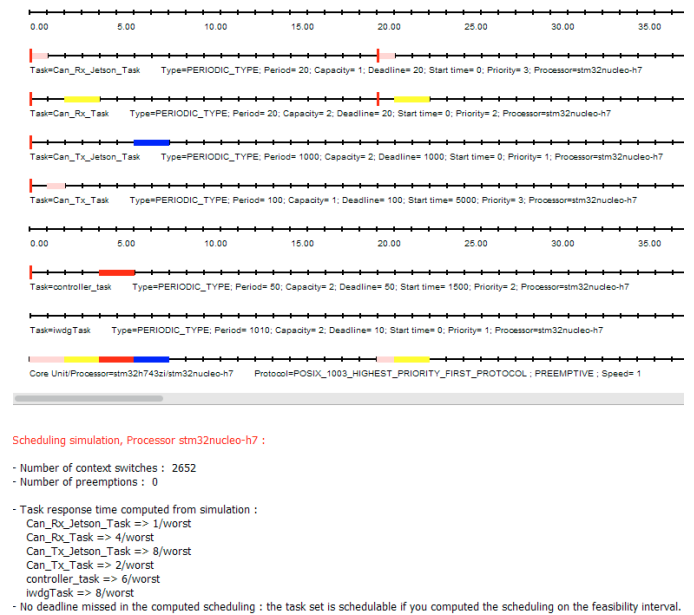 0.00 5.00 10.00 15.00 20.00 25.00 30.00 35.00
Task=Can_Rx_Jetson_Task Type=PERIODIC_TYPE; Period= 20; Capacity= 1; Deadline= 20; Start time= 0; Priority= 3; Processor=stm32nucleo-h7
Task=Can_Rx_Task Type=PERIODIC_TYPE; Period= 20; Capacity= 2; Deadline= 20; Start time= 0; Priority= 2; Processor=stm32nucleo-h7
Task=Can_Tx_Jetson_Task Type=PERIODIC_TYPE; Period= 1000; Capacity= 2; Deadline= 1000; Start time= 0; Priority= 1; Processor=stm32nucleo-h7
Task=Can_Tx_Task Type=PERIODIC_TYPE; Period= 100; Capacity= 1; Deadline= 100; Start time= 5000; Priority= 3; Processor=stm32nucleo-h7
0.00 5.00 10.00 15.00 20.00 25.00 30.00 35.00
Task=controller_task Type=PERIODIC_TYPE; Period= 50; Capacity= 2; Deadline= 50; Start time= 1500; Priority= 2; Processor=stm32nucleo-h7
Task=iwdgTask Type=PERIODIC_TYPE; Period= 1010; Capacity= 2; Deadline= 10; Start time= 0; Priority= 1; Processor=stm32nucleo-h7
Core Unit/Processor=stm32h743zi/stm32nucleo-h7 Protocol=POSIX_1003_HIGHEST_PRIORITY_FIRST_PROTOCOL ; PREEMPTIVE ; Speed= 1
Scheduling simulation, Processor stm32nucleo-h7 :
- Number of context switches : 2652
- Number of preemptions : 0
- Task response time computed from simulation :
Can_Rx_Jetson_Task => 1/worst
Can_Rx_Task => 4/worst
Can_Tx_Jetson_Task => 8/worst
Can_Tx_Task => 2/worst
controller_task => 6/worst
iwdgTask => 8/worst
- No deadline missed in the computed scheduling : the task set is schedulable if you computed the scheduling on the feasibility interval.